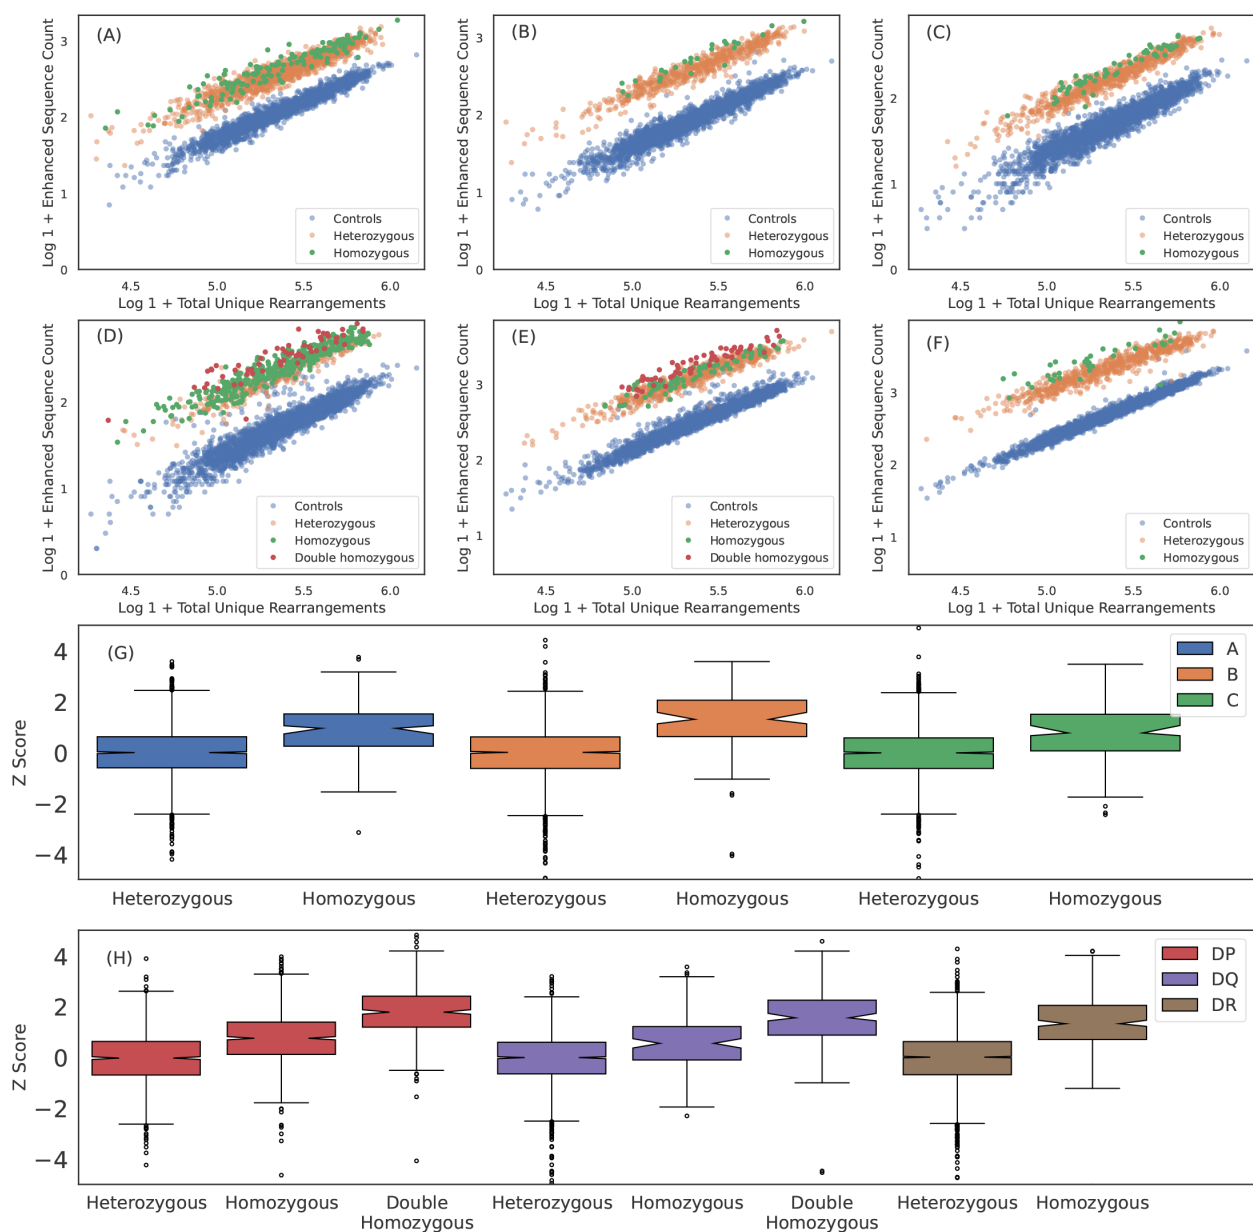 (A)
Log 1 + Enhanced Sequence Count
3
2
1
0
Controls
Heterozygous
Homozygous
4.5 5.0 5.5 6.0
Log 1 + Total Unique Rearrangements
(B)
Log 1 + Enhanced Sequence Count
3
2
1
0
Controls
Heterozygous
Homozygous
4.5 5.0 5.5 6.0
Log 1 + Total Unique Rearrangements
(C)
Log 1 + Enhanced Sequence Count
2
1
0
Controls
Heterozygous
Homozygous
4.5 5.0 5.5 6.0
Log 1 + Total Unique Rearrangements
(D)
Log 1 + Enhanced Sequence Count
2
1
0
Controls
Heterozygous
Homozygous
Double homozygous
4.5 5.0 5.5 6.0
Log 1 + Total Unique Rearrangements
(E)
Log 1 + Enhanced Sequence Count
3
2
1
Controls
Heterozygous
Homozygous
Double homozygous
4.5 5.0 5.5 6.0
Log 1 + Total Unique Rearrangements
(F)
Log 1 + Enhanced Sequence Count
3
2
1
Controls
Heterozygous
Homozygous
4.5 5.0 5.5 6.0
Log 1 + Total Unique Rearrangements
(G)
Z Score
4
2
0
−2
−4
A
B
C
Heterozygous Homozygous Heterozygous Homozygous Heterozygous Homozygous
(H)
Z Score
4
2
0
−2
−4
DP
DQ
DR
Heterozygous Homozygous Double Heterozygous Homozygous Double Heterozygous Homozygous
Homozygous Homozygous